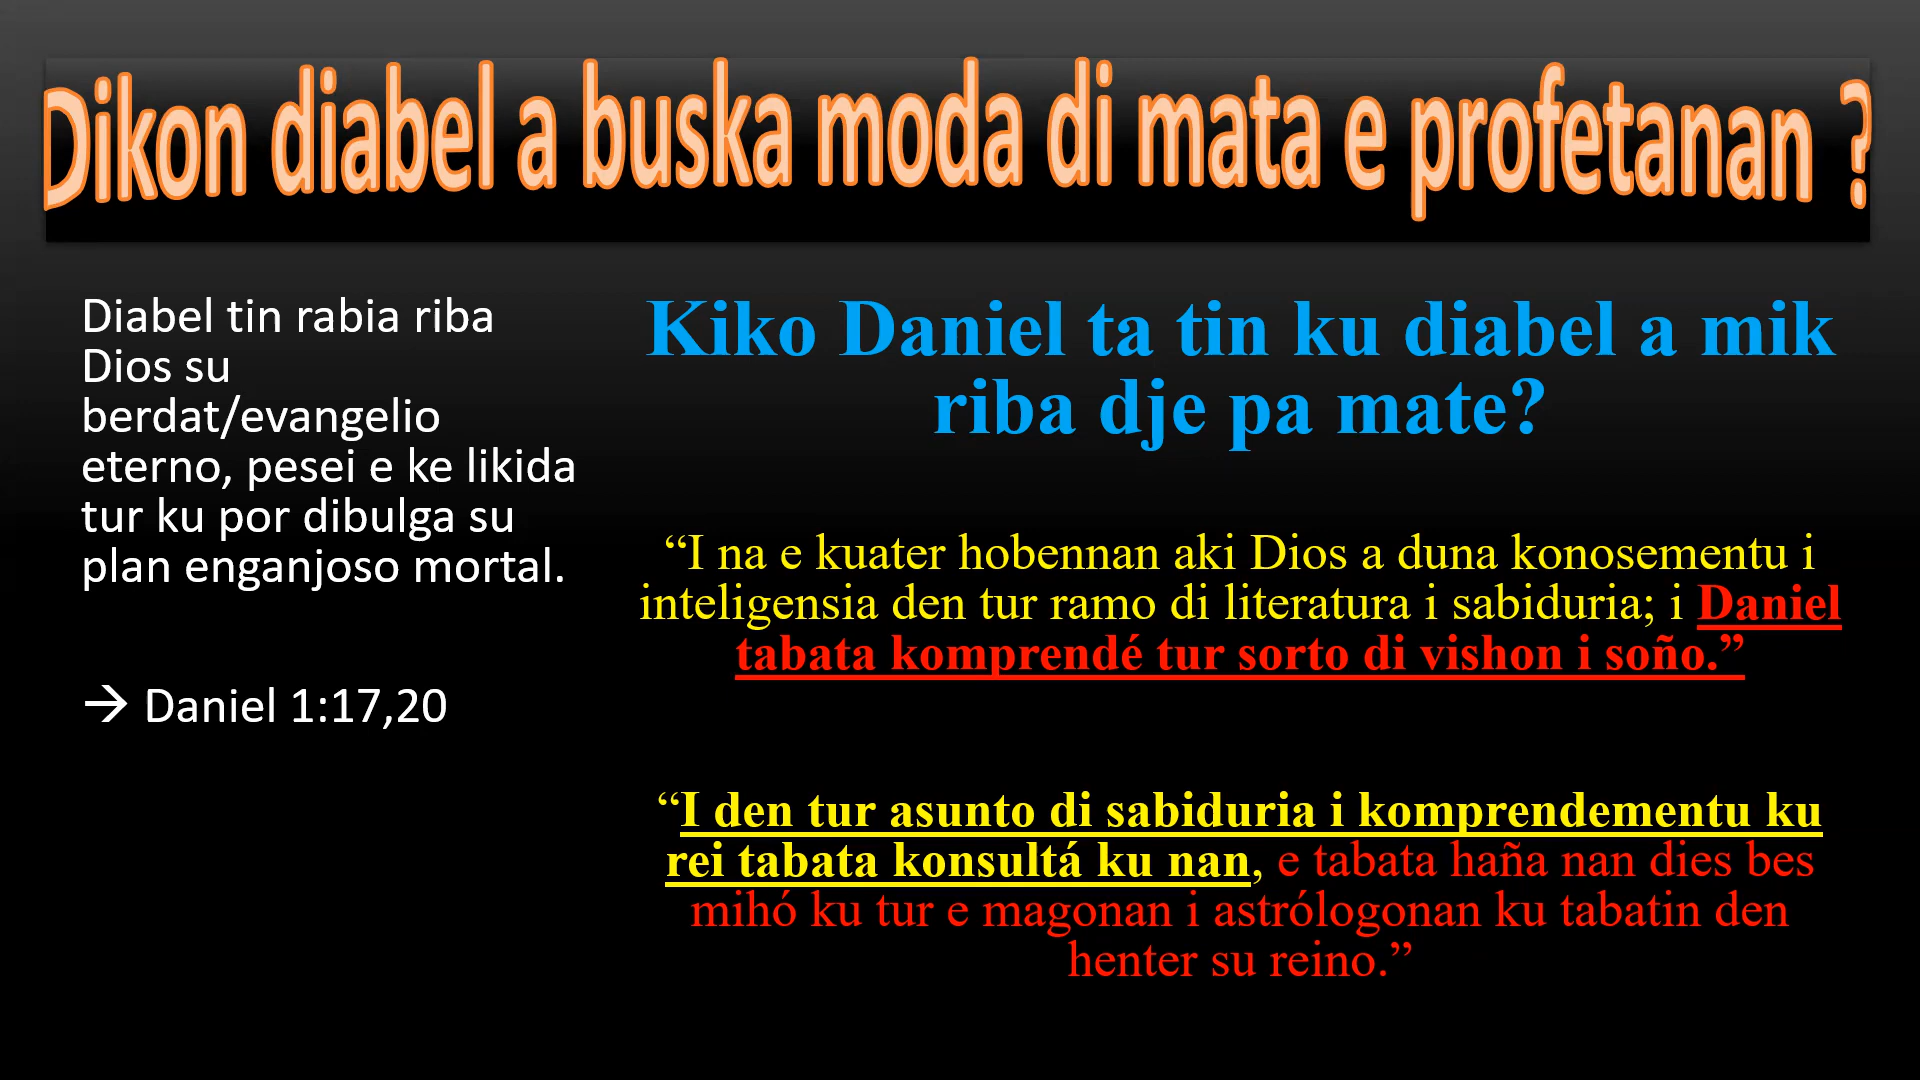 Dikon diabel a buska moda di mata e profetanan ?
Diabel tin rabia riba
Dios su
berdat/evangelio
eterno, pesei e ke likida
tur ku por dibulga su
plan enganjoso mortal.
→ Daniel 1:17,20
Kiko Daniel ta tin ku diabel a mik
riba dje pa mate?
“I na e kuater hobennan aki Dios a duna konosementu i
inteligensia den tur ramo di literatura i sabiduria; i Daniel
tabata komprendé tur sorto di vishon i soño.”
“I den tur asunto di sabiduria i komprendementu ku
rei tabata konsultá ku nan, e tabata haña nan dies bes
mihó ku tur e magonan i astrólogonan ku tabatin den
henter su reino.”